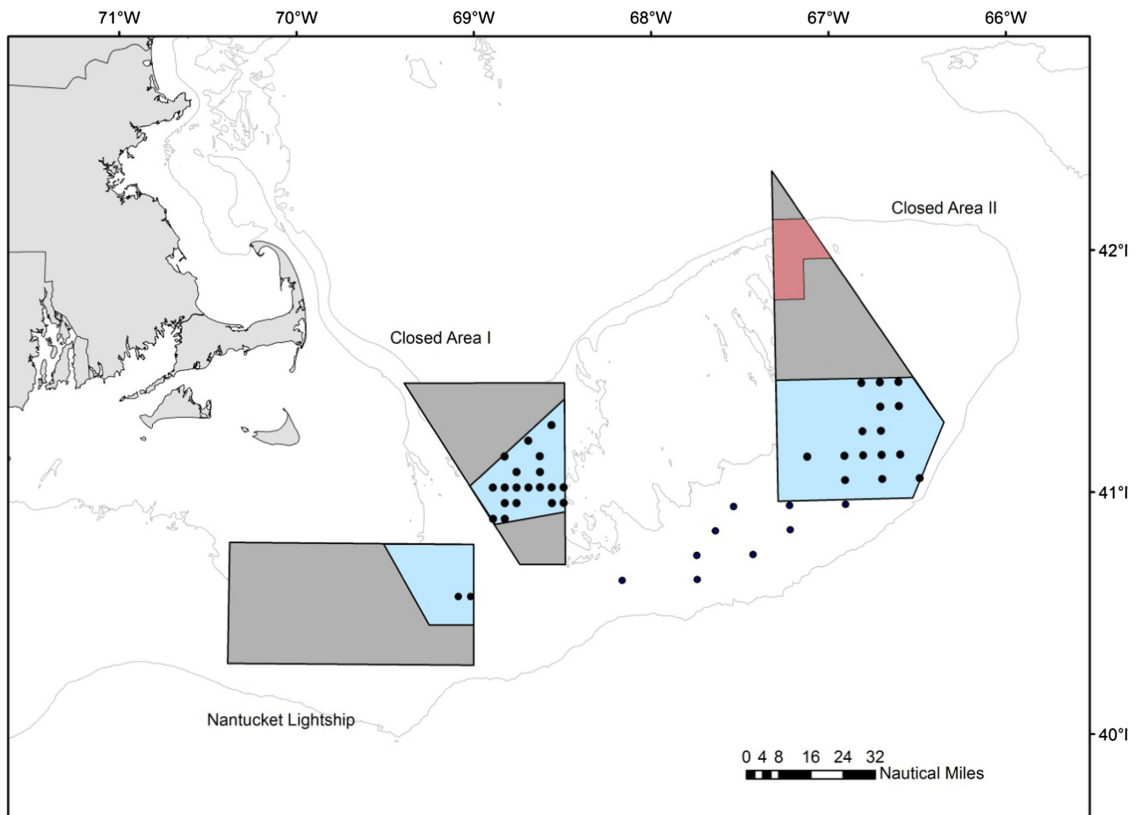 71°W 70°W 69°W 68°W 67°W 66°W
Closed Area II
42°I
Closed Area I
41°I
Nantucket Lightship
40°I
0 4 8 16 24 32
Nautical Miles